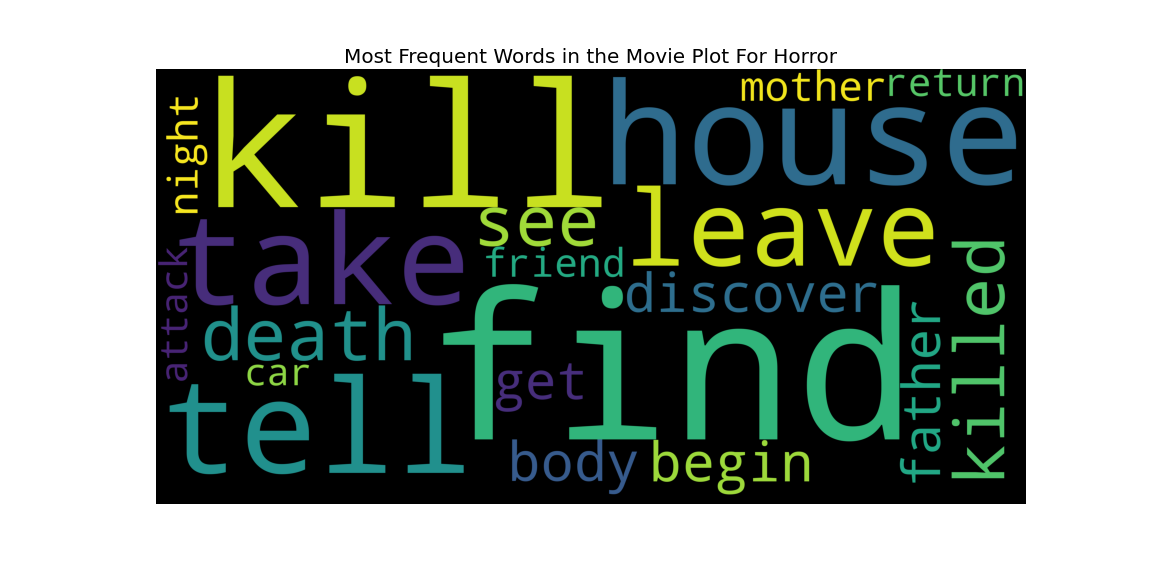 Most Frequent Words in the Movie Plot For Horror
mother
return
night
kill
house
see
leave
take
friend
attack
discover
killed
death
find
father
car
get
tell
body
begin